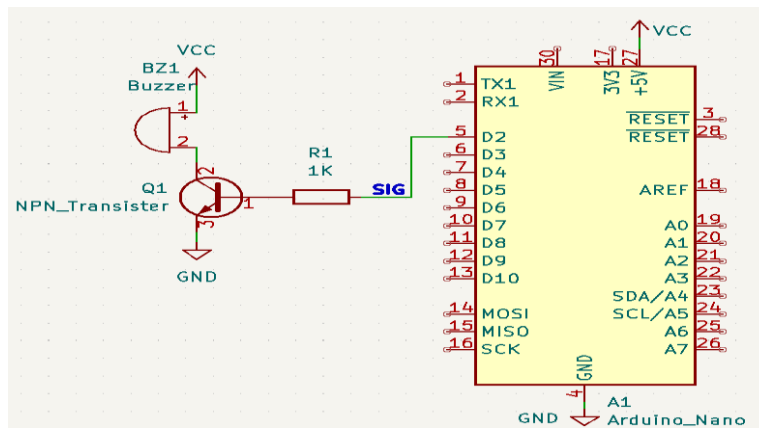 VCC
BZ1
Buzzer
1
+
2
2
Q1
NPN_Transister
1
3
GND
R1
1K
SIG
VCC
30
17
27
VIN
3V3
+5V
1 TX1
2 RX1
5 D2
6 D3
7 D4
8 D5
9 D6
10 D7
11 D8
12 D9
13 D10
14 MOSI
15 MISO
16 SCK
RESET 3
RESET 28
AREF 18
A0 19
A1 20
A2 21
A3 22
SDA/A4 23
SCL/A5 24
A6 25
A7 26
GND
4
GND
A1
Arduino_Nano